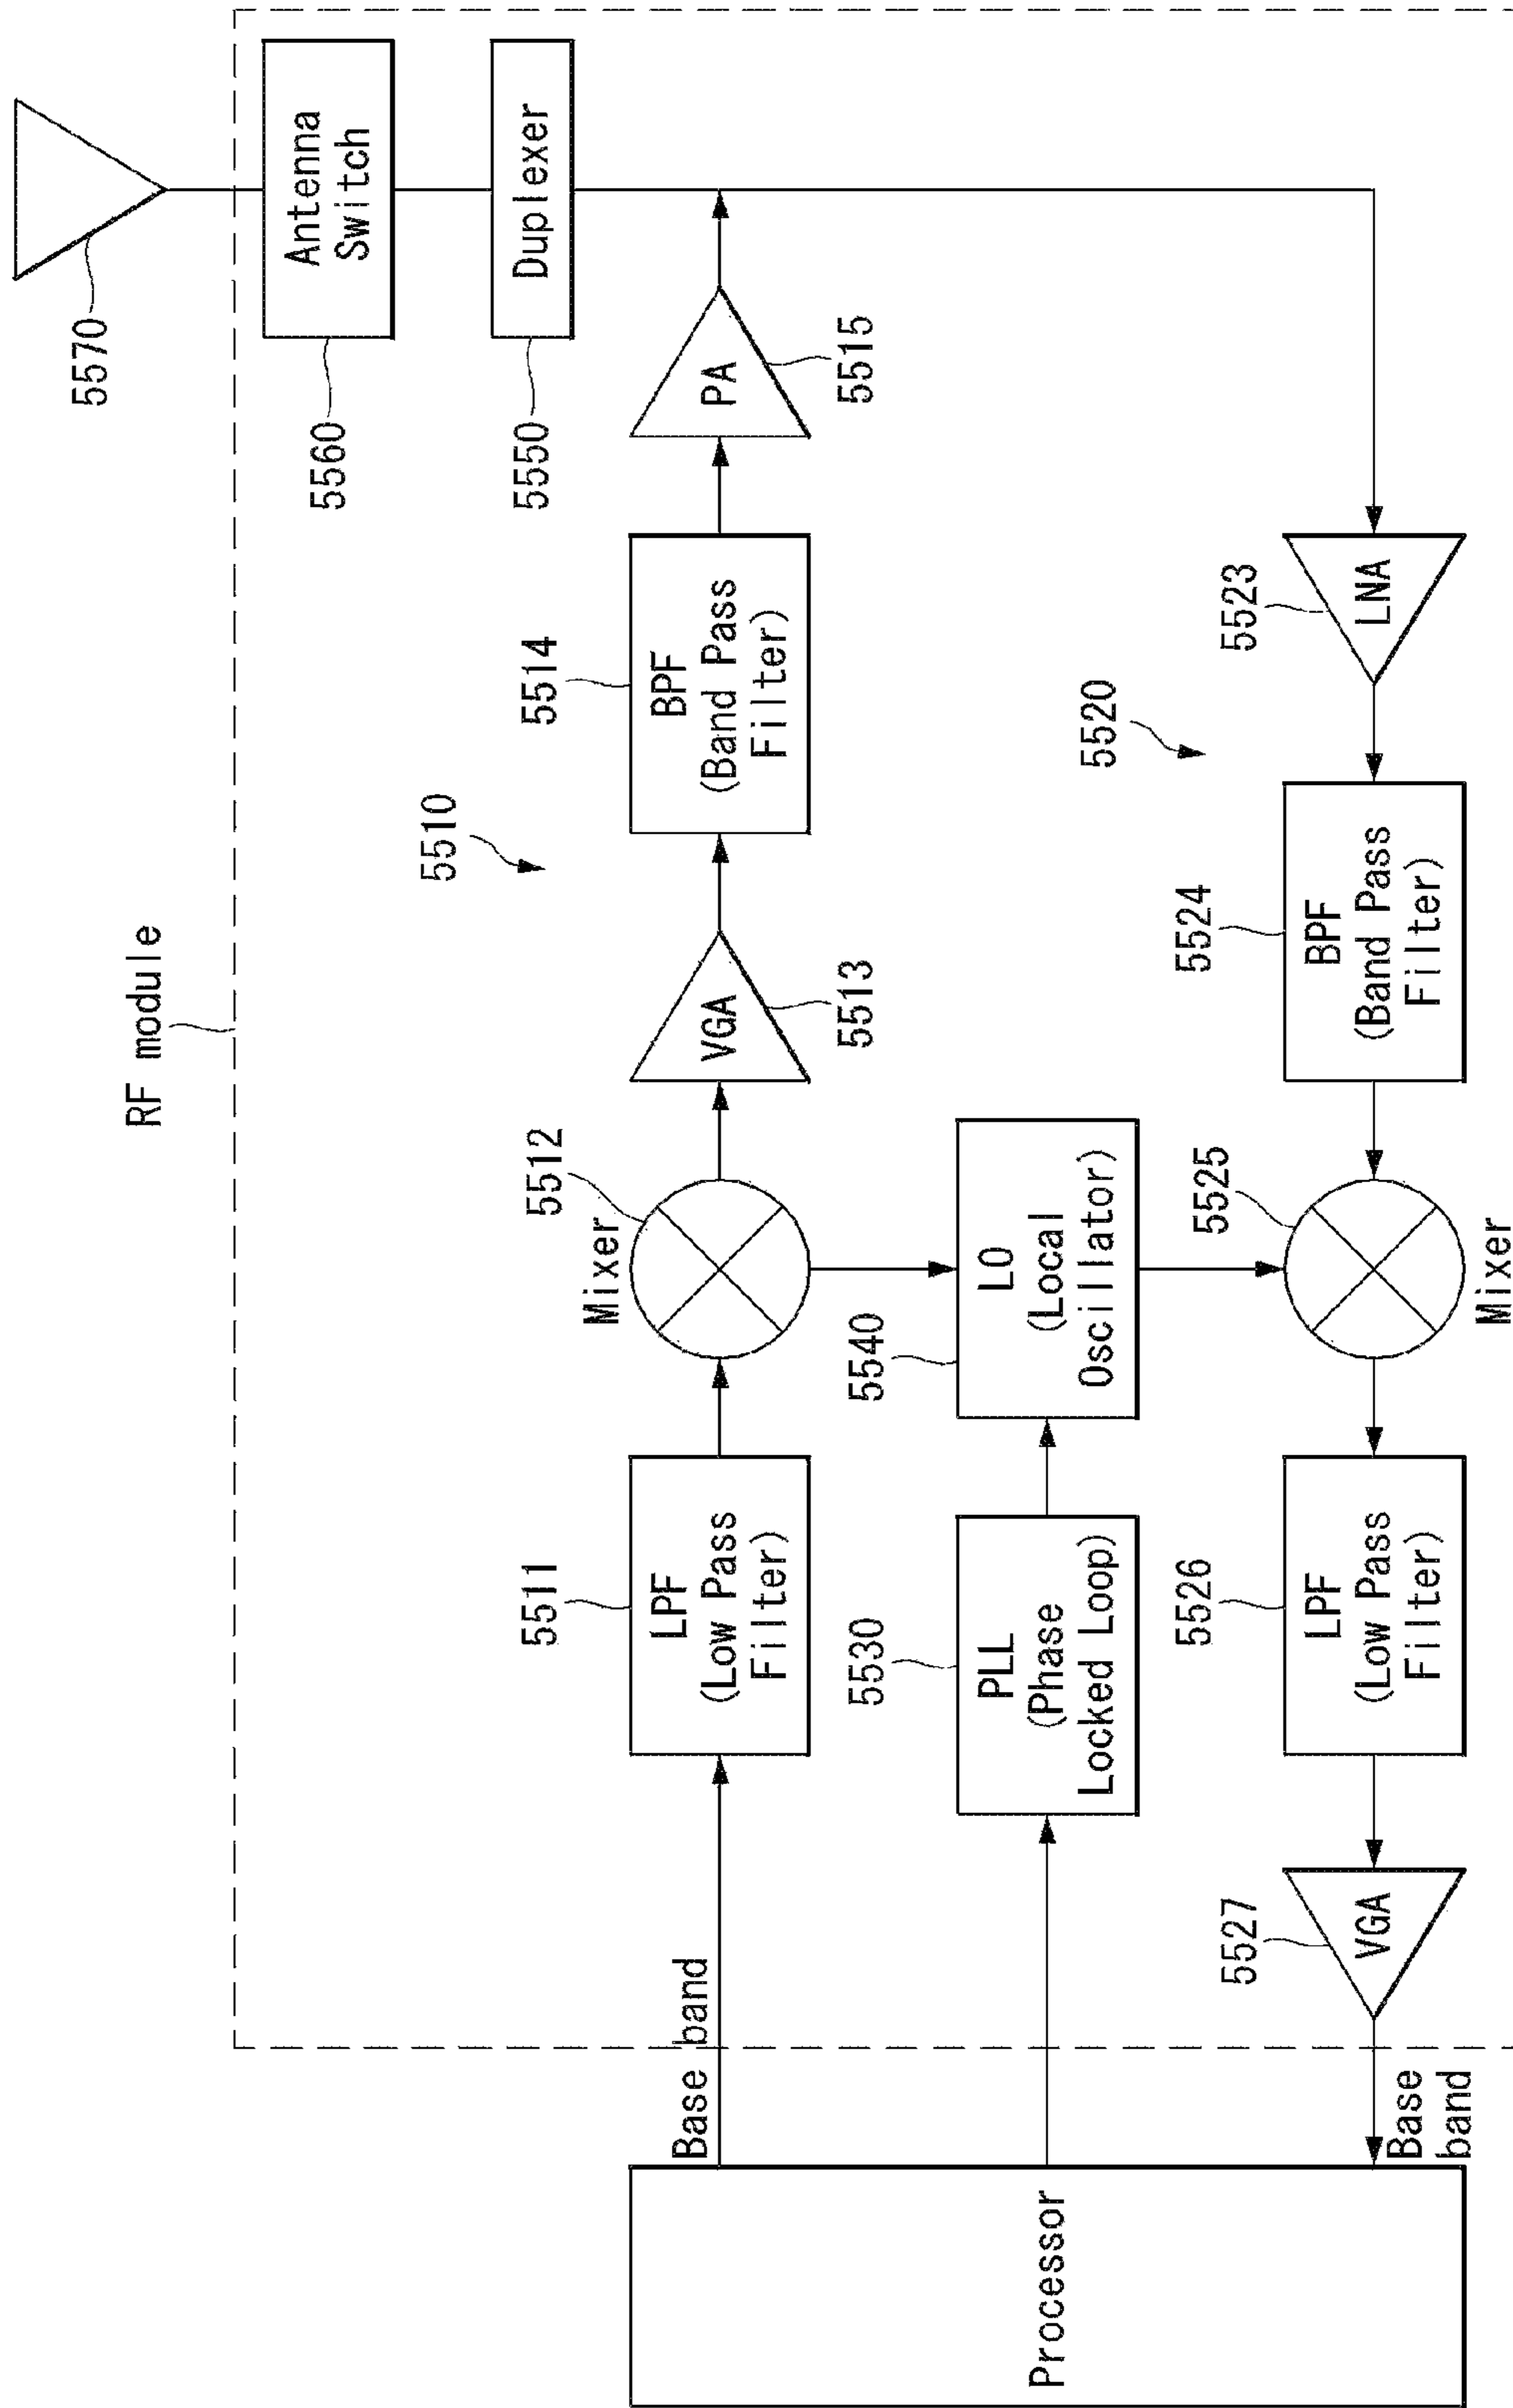 RF module
5570
Antenna
Switch
5560
Duplexer
5550
5510
Mixer
5511
LPF
(Low Pass
Filter)
5512
VGA
5513
5514
BPF
(Band Pass
Filter)
PA
5515
Base band
Processor
5530
PLL
(Phase
Locked Loop)
5540
LO
(Local
Oscillator)
5520
5527
VGA
5526
LPF
(Low Pass
Filter)
5525
Mixer
5524
BPF
(Band Pass
Filter)
5523
LNA
Base
band